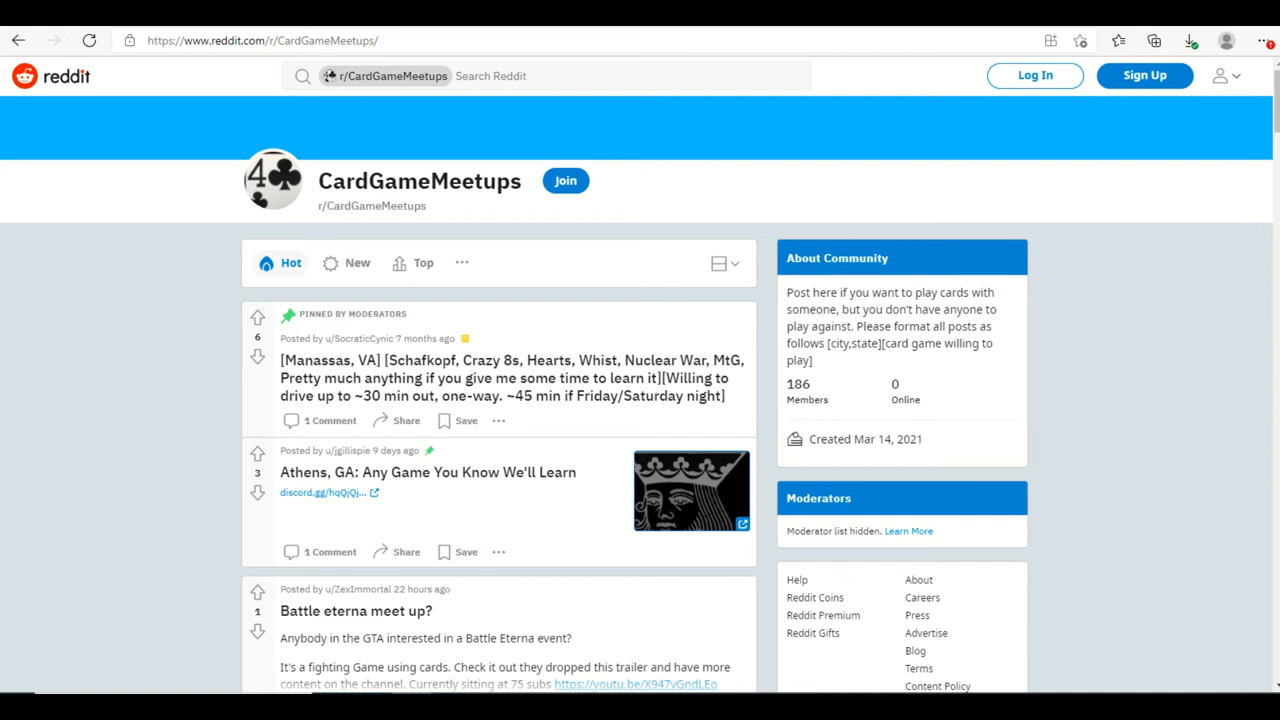 https://www.reddit.com/r/CardGameMeetups/
reddit
r/CardGameMeetups Search Reddit
Log In
Sign Up
4
CardGameMeetups
Join
r/CardGameMeetups
Hot
New
Top
PINNED BY MODERATORS
6
Posted by u/SocraticCynic 7 months ago
[Manassas, VA] [Schafkopf, Crazy 8s, Hearts, Whist, Nuclear War, MtG,
Pretty much anything if you give me some time to learn it][Willing to
drive up to ~30 min out, one-way. ~45 min if Friday/Saturday night]
1 Comment
Share
Save
Posted by u/jgillispie 9 days ago
3
Athens, GA: Any Game You Know We'll Learn
discord.gg/hqQjQj...
1 Comment
Share
Save
Posted by u/ZexImmortal 22 hours ago
1
Battle eterna meet up?
Anybody in the GTA interested in a Battle Eterna event?
It's a fighting Game using cards. Check it out they dropped this trailer and have more
content on the channel. Currently sitting at 75 subs https://youtu.be/X947vGndLEo
About Community
Post here if you want to play cards with
someone, but you don't have anyone to
play against. Please format all posts as
follows [city,state][card game willing to
play]
186
0
Members
Online
Created Mar 14, 2021
Moderators
Moderator list hidden. Learn More
Help
About
Reddit Coins
Careers
Reddit Premium
Press
Reddit Gifts
Advertise
Blog
Terms
Content Policy